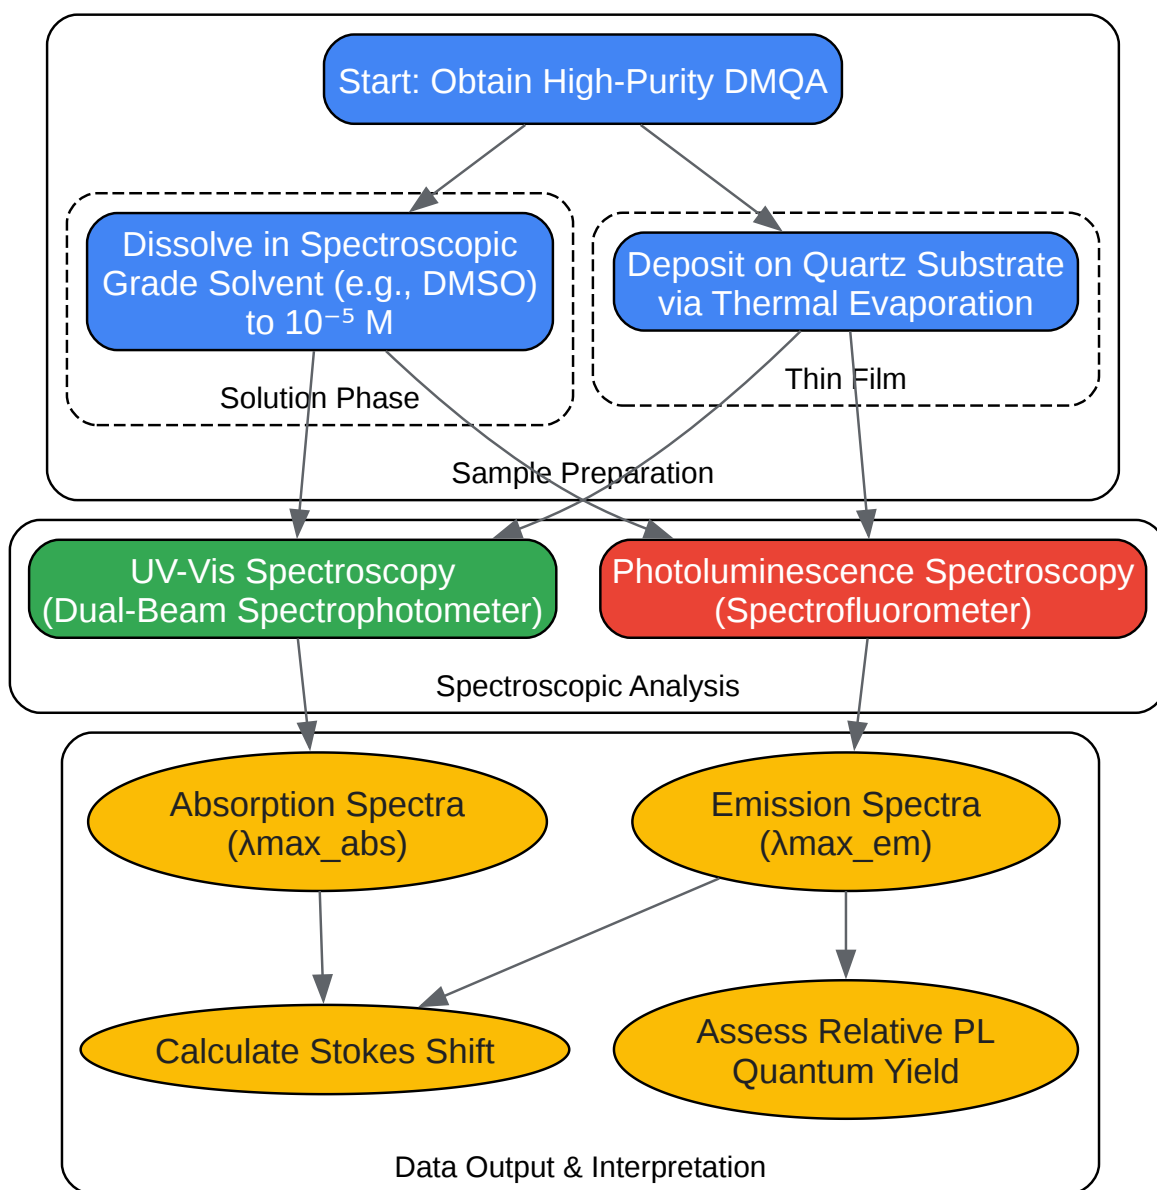 Start: Obtain High-Purity DMQA
Dissolve in Spectroscopic
Grade Solvent (e.g., DMSO)
to 10⁻⁵ M
Solution Phase
Deposit on Quartz Substrate
via Thermal Evaporation
Thin Film
Sample Preparation
UV-Vis Spectroscopy
(Dual-Beam Spectrophotometer)
Photoluminescence Spectroscopy
(Spectrofluorometer)
Spectroscopic Analysis
Absorption Spectra
(λmax_abs)
Emission Spectra
(λmax_em)
Calculate Stokes Shift
Assess Relative PL
Quantum Yield
Data Output & Interpretation